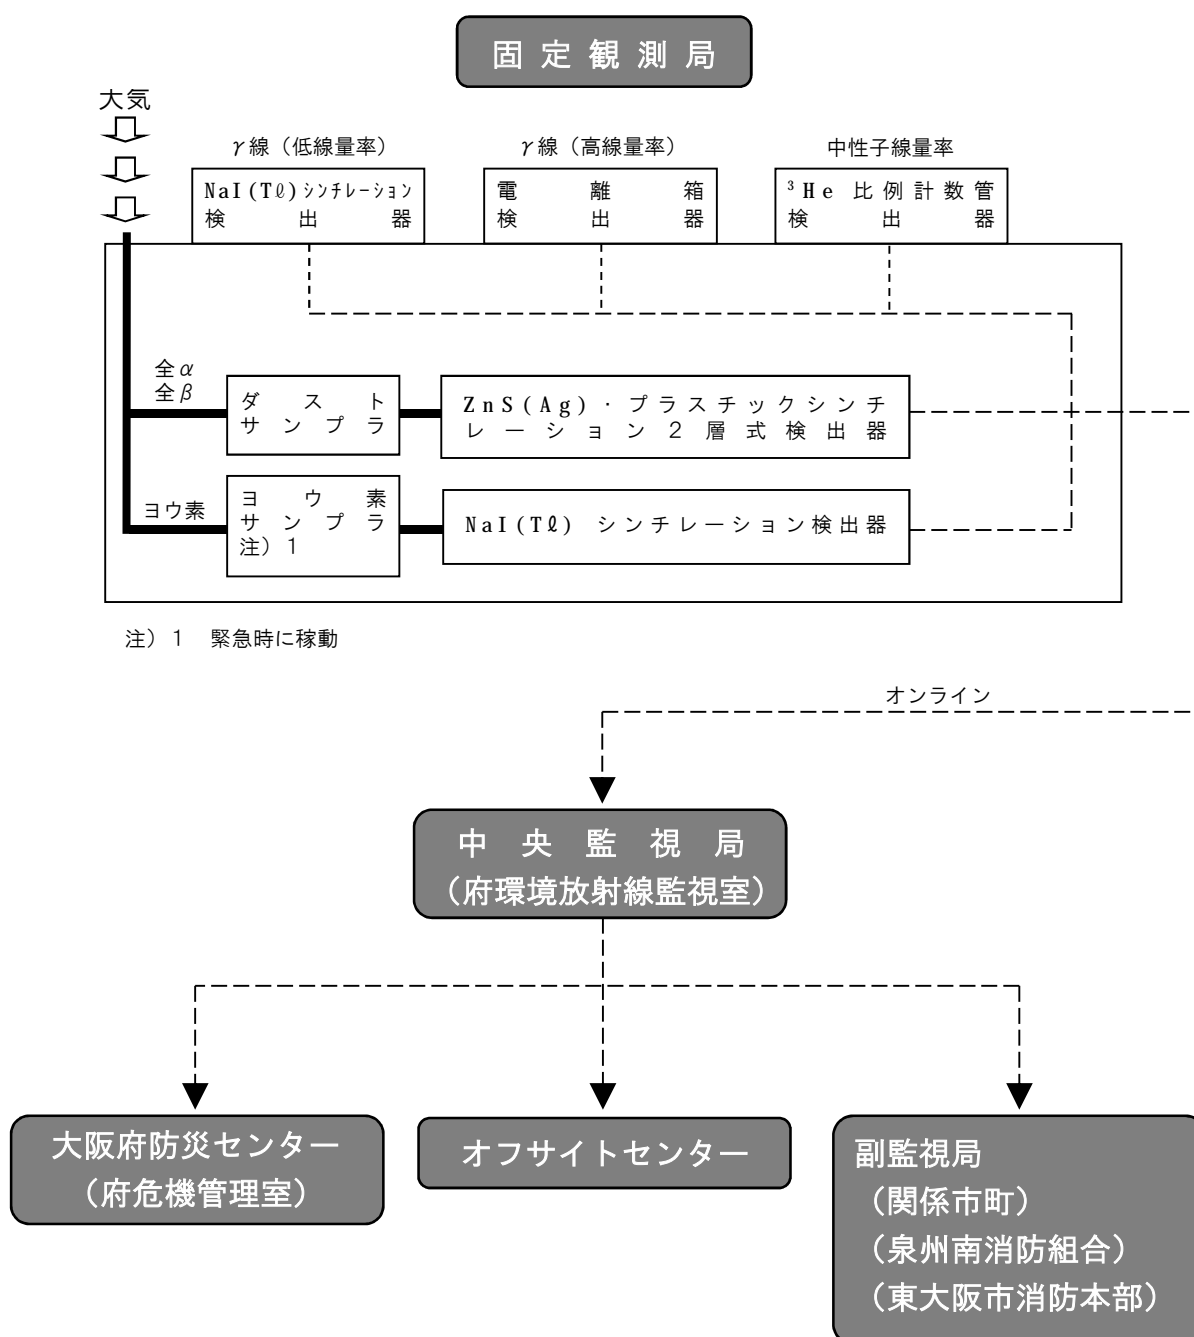 固定観測局
大気
γ線（低線量率）
γ線（高線量率）
中性子線量率
NaI(Tℓ)シンチレーション
検出器
電離箱
検出器
³He 比例計数管
検出器
全α
全β
ダスト
サンプラ
ZnS(Ag)・プラスチックシンチ
レーション２層式検出器
ヨウ素
ヨウ素
サンプラ
注）１
NaI(Tℓ) シンチレーション検出器
注）１　緊急時に稼動
オンライン
中央監視局
（府環境放射線監視室）
大阪府防災センター
（府危機管理室）
オフサイトセンター
副監視局
（関係市町）
（泉州南消防組合）
（東大阪市消防本部）